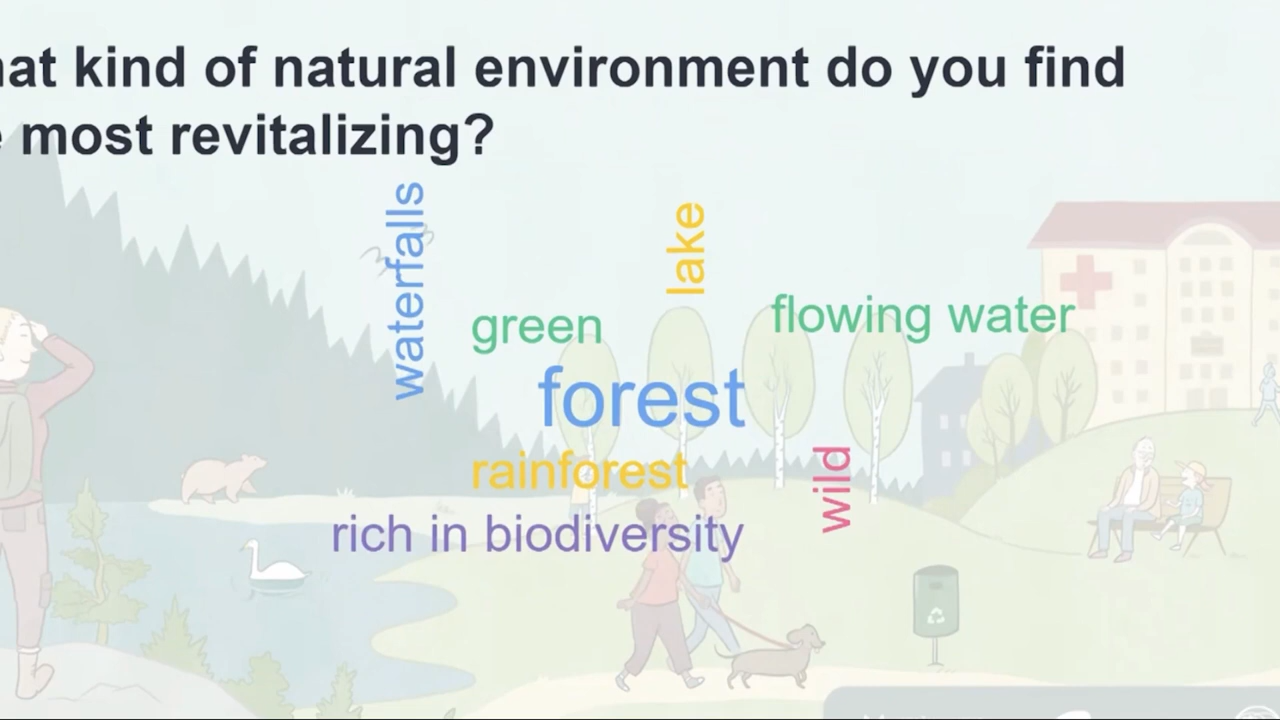 hat kind of natural environment do you find
most revitalizing?
waterfalls
lake
green
flowing water
forest
rainforest
wild
rich in biodiversity